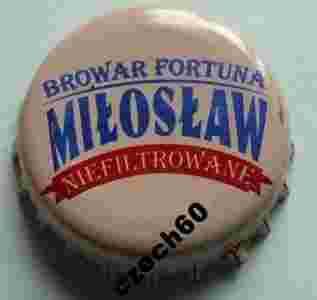 BROWAR FORTUNA
MIŁOSŁAW
NIEFILTROWANE
czech60